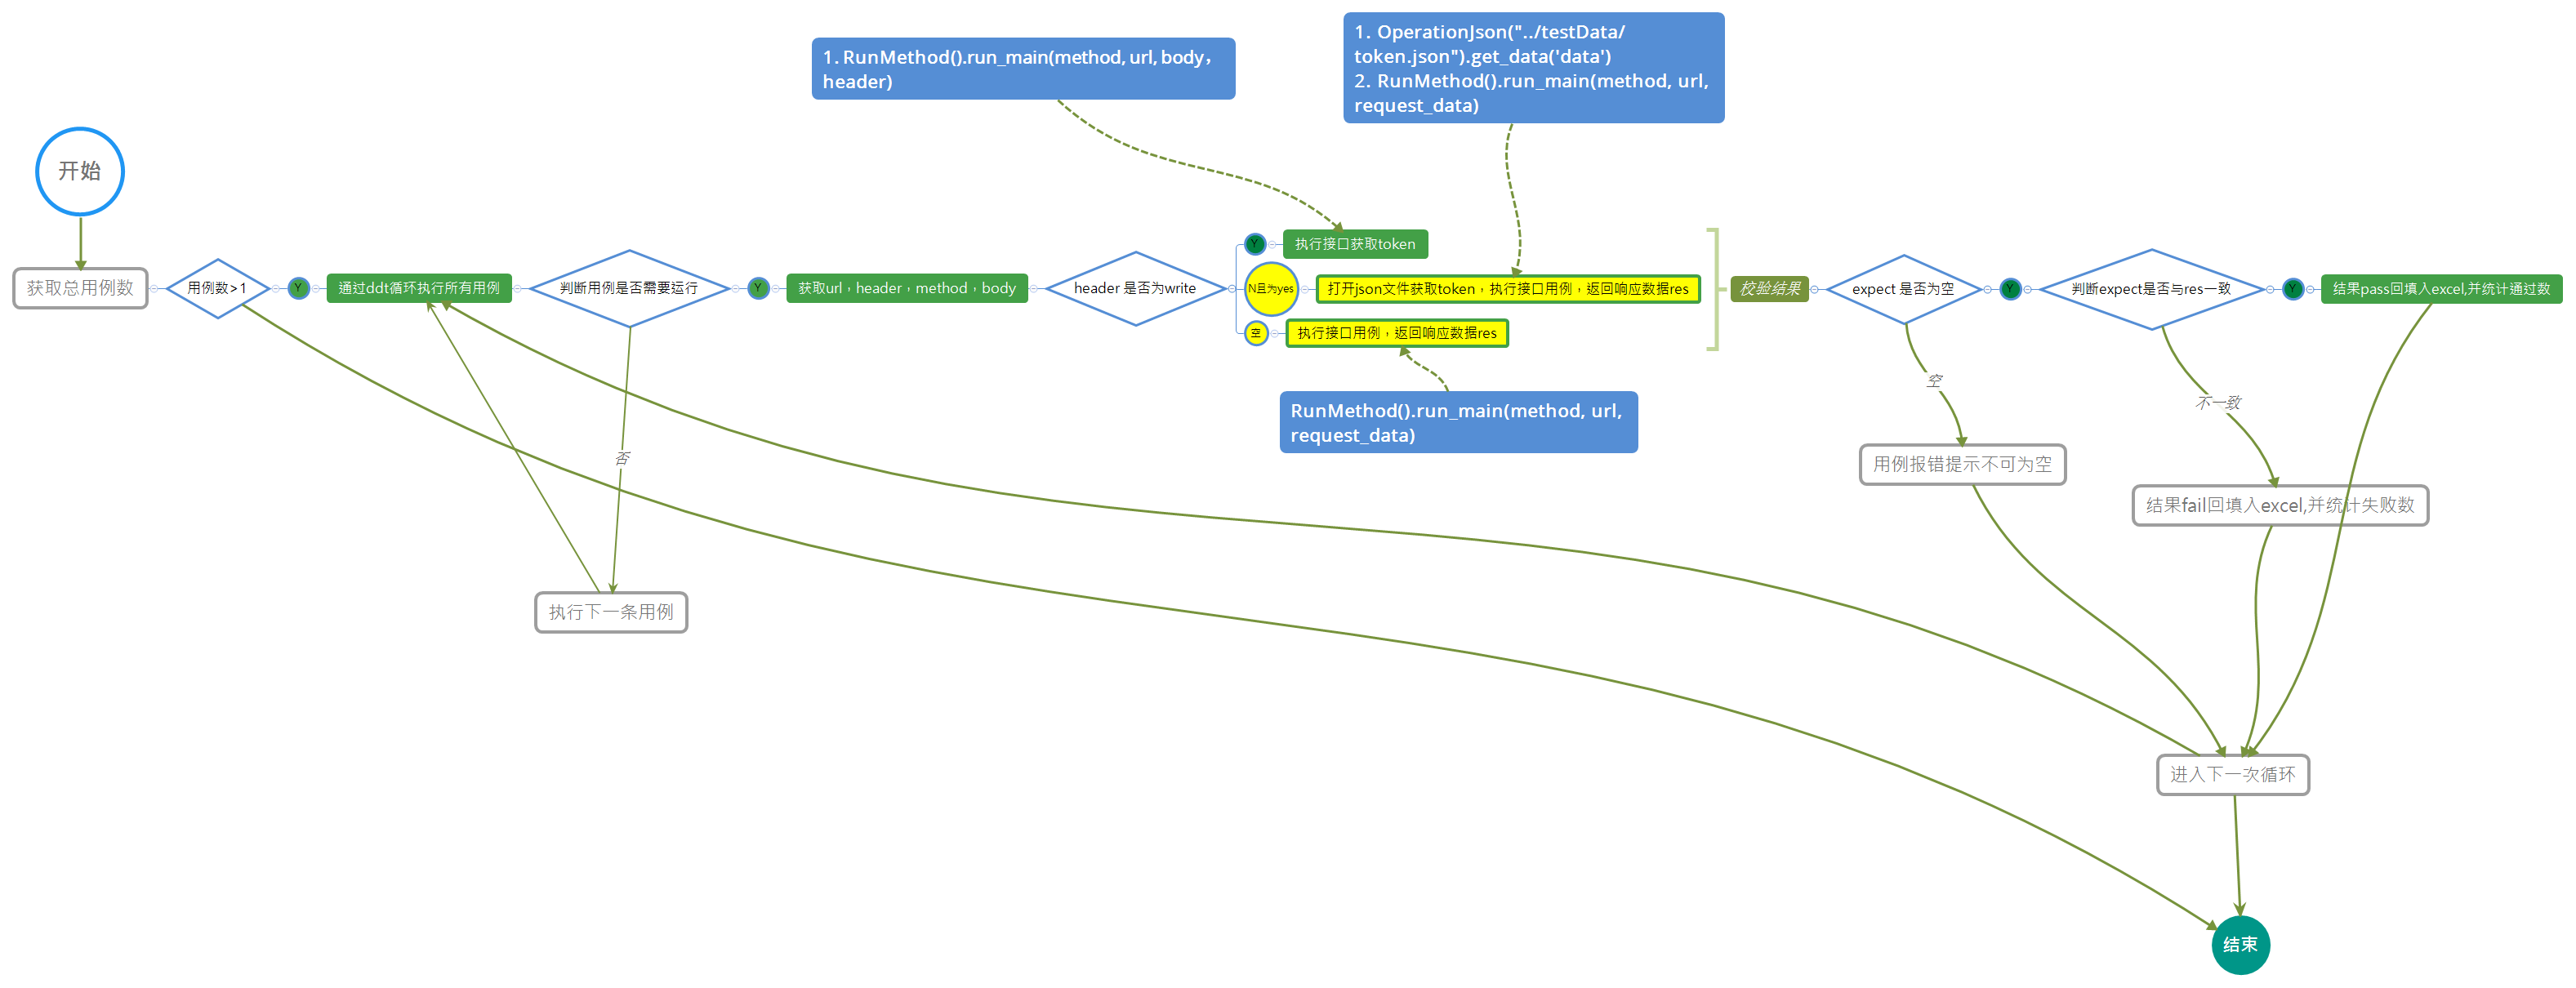 1. RunMethod().run_main(method, url, body，
header)
1. OperationJson("../testData/
token.json").get_data('data')
2. RunMethod().run_main(method, url,
request_data)
开始
获取总用例数
用例数>1
Y
通过ddt循环执行所有用例
判断用例是否需要运行
Y
获取url，header，method，body
header 是否为write
Y
执行接口获取token
N且为yes
打开json文件获取token，执行接口用例，返回响应数据res
空
执行接口用例，返回响应数据res
RunMethod().run_main(method, url,
request_data)
校验结果
expect 是否为空
Y
判断expect是否与res一致
Y
结果pass回填入excel,并统计通过数
空
不一致
否
用例报错提示不可为空
结果fail回填入excel,并统计失败数
执行下一条用例
进入下一次循环
结束